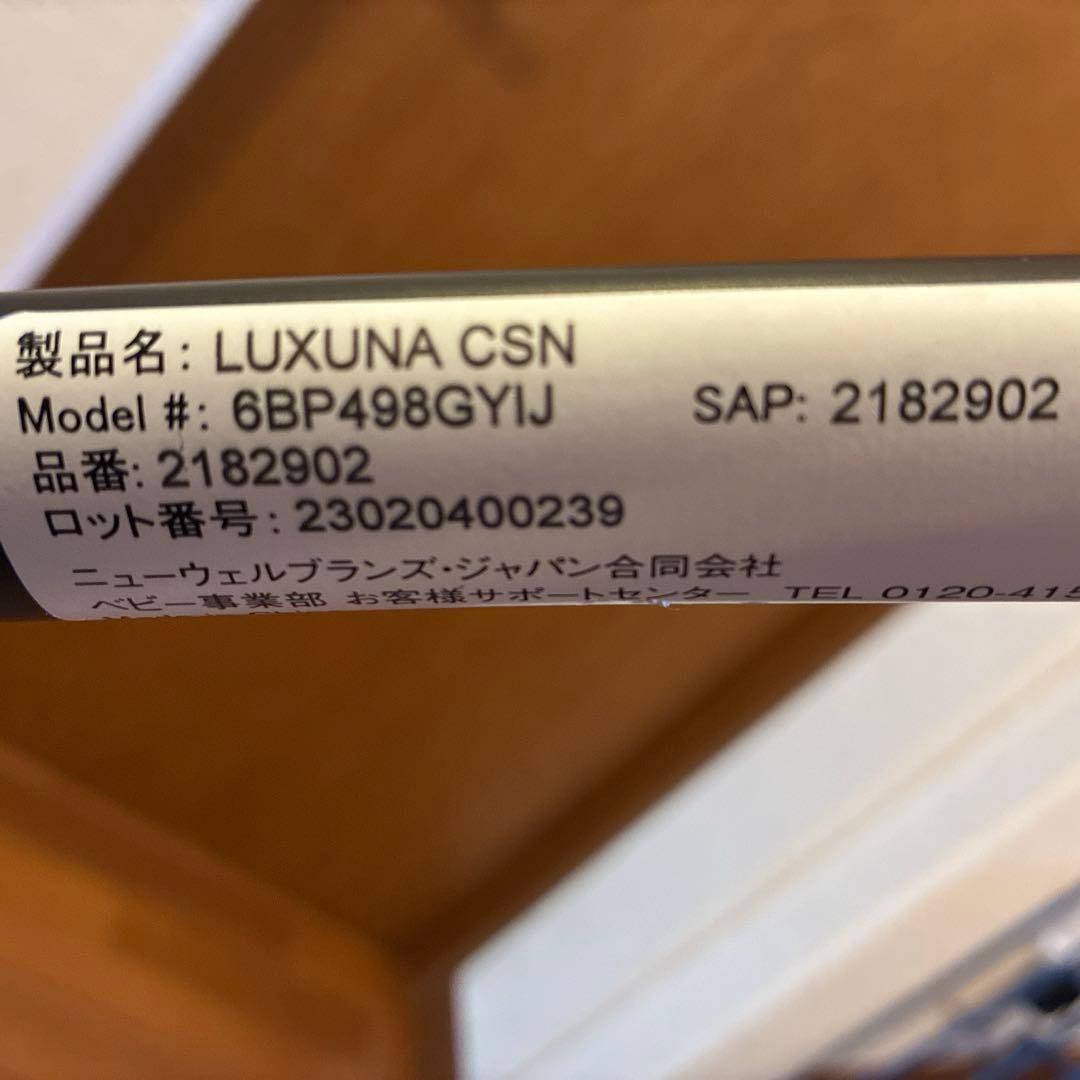 製品名: LUXUNA CSN
Model #: 6BP498GYIJ SAP: 2182902
品番: 2182902
ロット番号: 23020400239
ニューウェルブランズ・ジャパン合同会社
ベビー事業部 お客様サポートセンター TEL 0120-415